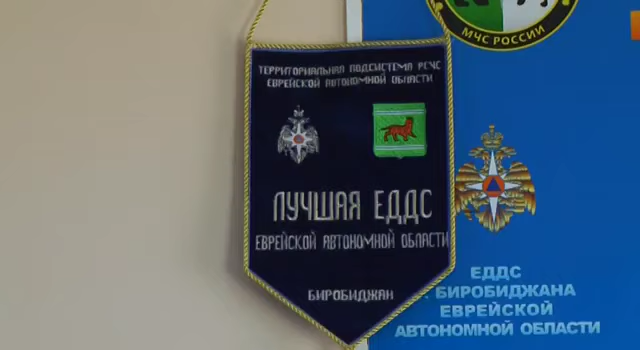 ТЕРРИТОРИАЛЬНАЯ ПОДСИСТЕМА РСЧС
ЕВРЕЙСКОЙ АВТОНОМНОЙ ОБЛАСТИ
ЛУЧШАЯ ЕДДС
ЕВРЕЙСКОЙ АВТОНОМНОЙ ОБЛАСТИ
БИРОБИДЖАН
МЧС РОССИИ
ЕДДС
БИРОБИДЖАНА
ЕВРЕЙСКОЙ
АВТОНОМНОЙ ОБЛАСТИ